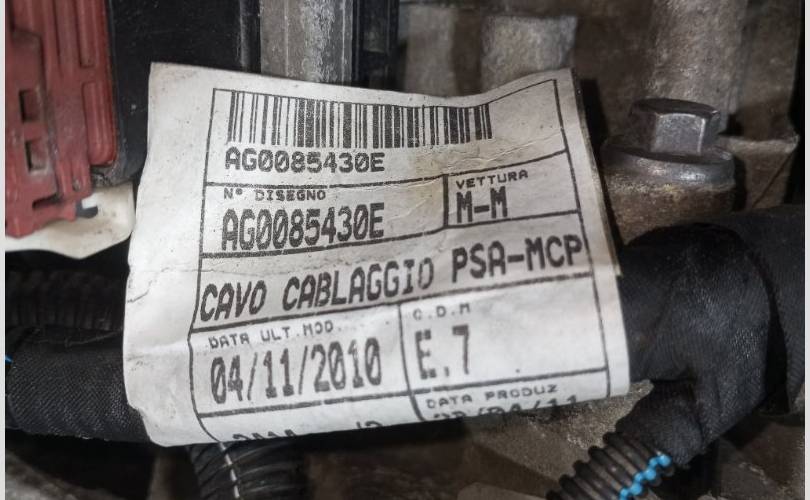 AG0085430E
N° DISEGNO
VETTURA
AG0085430E
M-M
CAVO CABLAGGIO PSA-MCP
DATA ULT.MOD.
C.D.M
04/11/2010
E.7
DATA PRODUZ